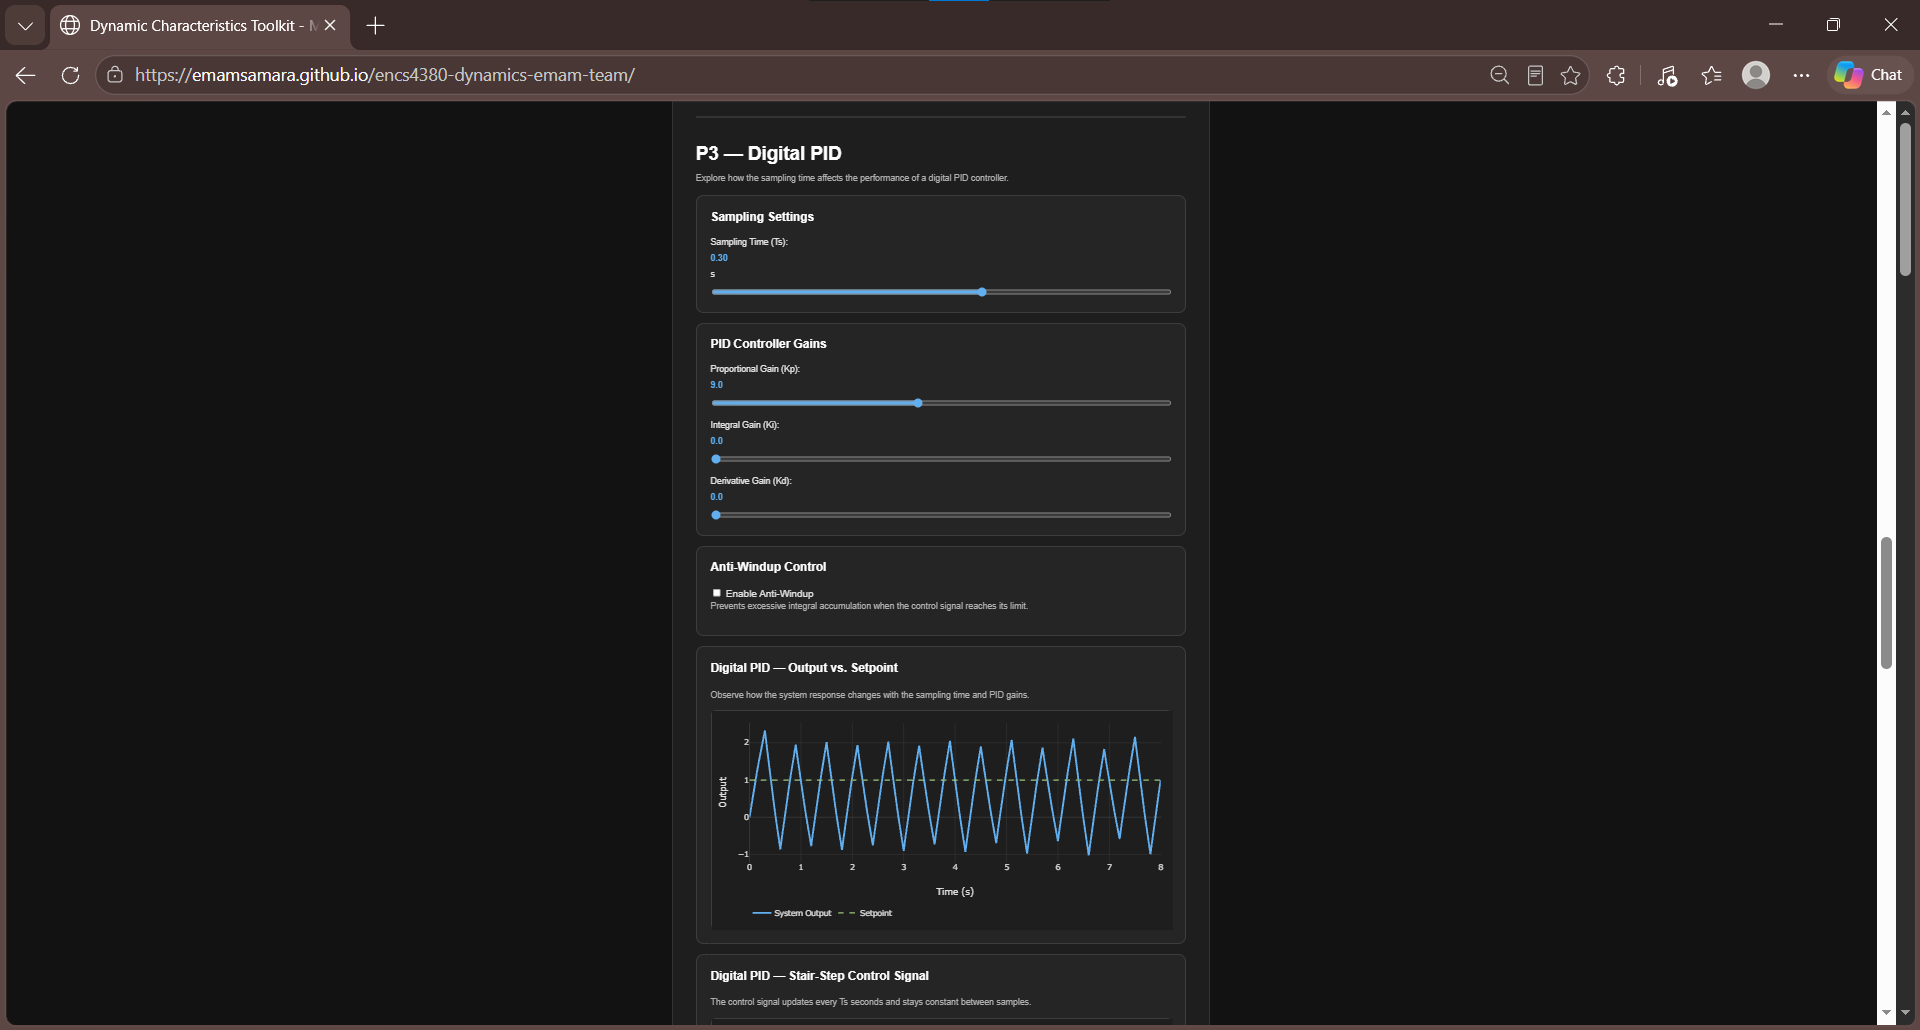 Dynamic Characteristics Toolkit -
https://emamsamara.github.io/encs4380-dynamics-emam-team/
Chat
P3 — Digital PID
Explore how the sampling time affects the performance of a digital PID controller.
Sampling Settings
Sampling Time (Ts):
0.30
s
PID Controller Gains
Proportional Gain (Kp):
9.0
Integral Gain (Ki):
0.0
Derivative Gain (Kd):
0.0
Anti-Windup Control
Enable Anti-Windup
Prevents excessive integral accumulation when the control signal reaches its limit.
Digital PID — Output vs. Setpoint
Observe how the system response changes with the sampling time and PID gains.
2
1
0
−1
Output
0 1 2 3 4 5 6 7 8
Time (s)
System Output Setpoint
Digital PID — Stair-Step Control Signal
The control signal updates every Ts seconds and stays constant between samples.